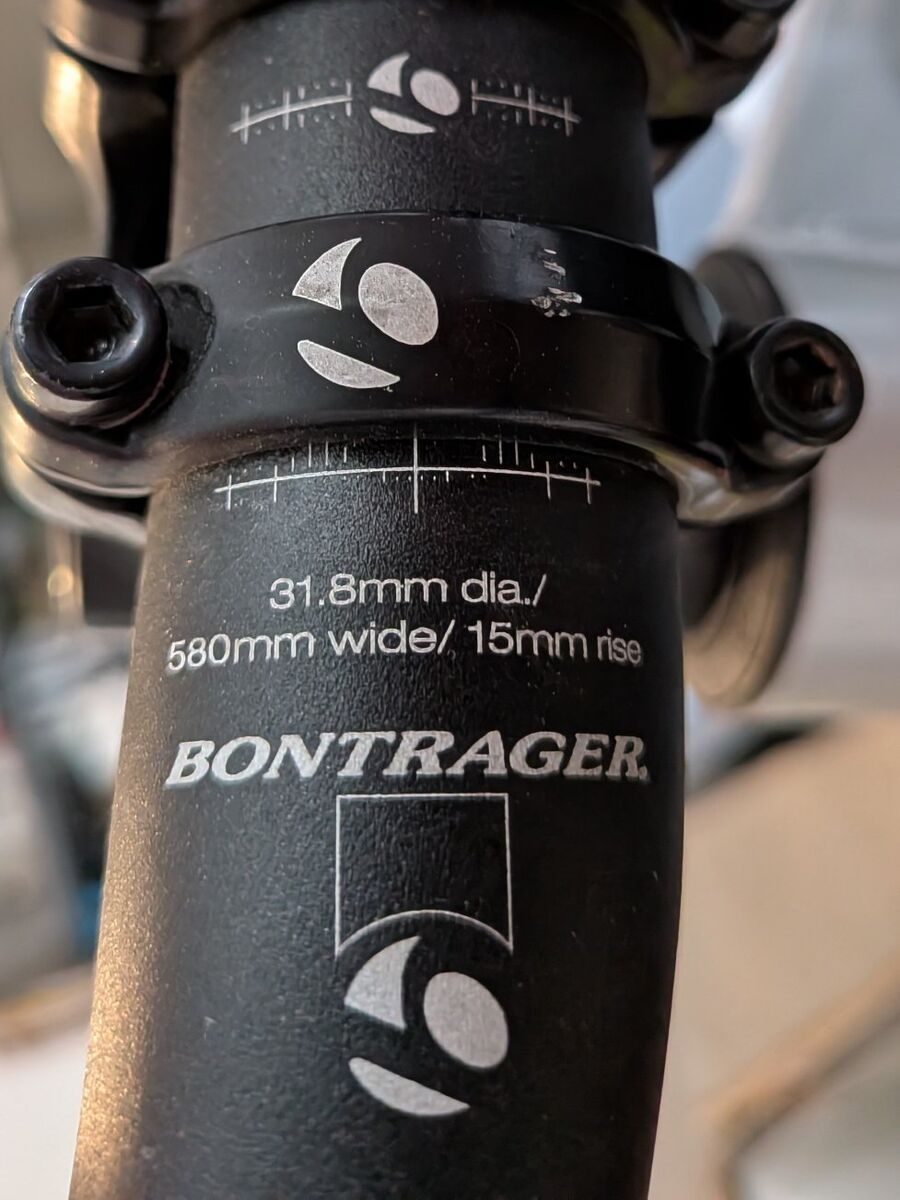 31.8mm dia./
580mm wide/ 15mm rise
BONTRAGER.